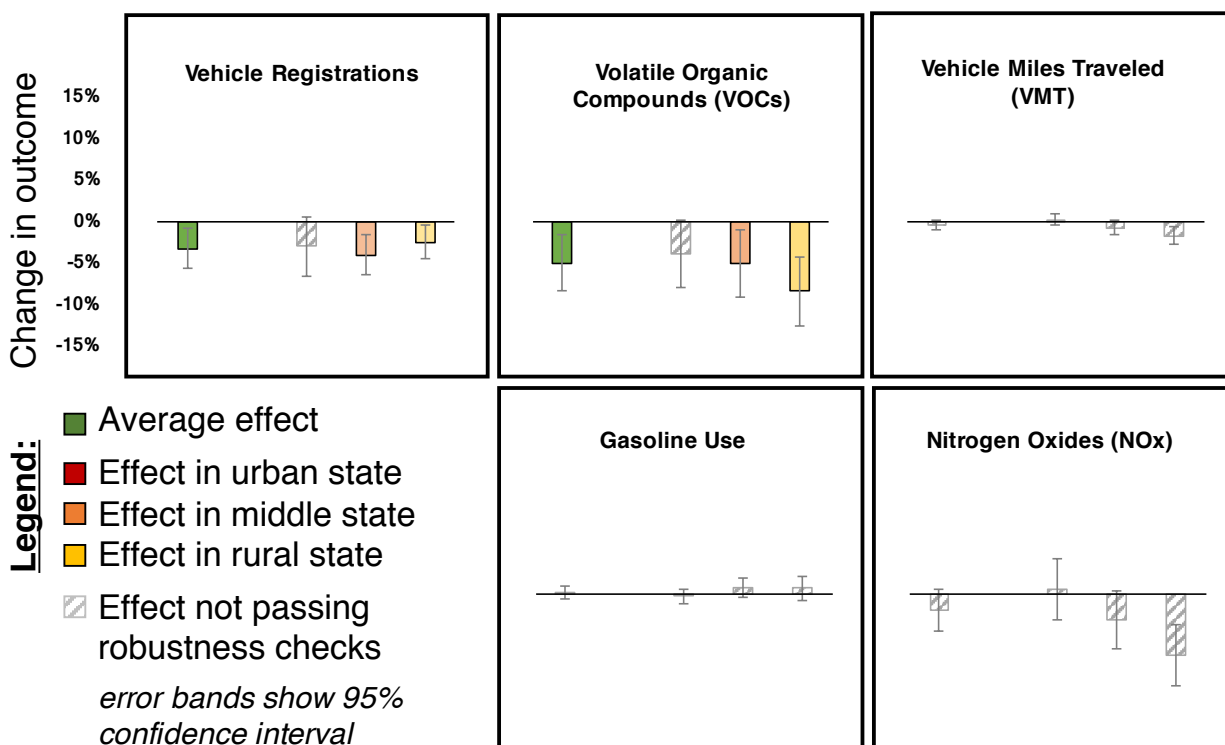 Change in outcome
15%
10%
5%
0%
-5%
-10%
-15%
Vehicle Registrations
Volatile Organic
Compounds (VOCs)
Vehicle Miles Traveled
(VMT)
Legend:
Average effect
Effect in urban state
Effect in middle state
Effect in rural state
Effect not passing
robustness checks
error bands show 95%
confidence interval
Gasoline Use
Nitrogen Oxides (NOx)